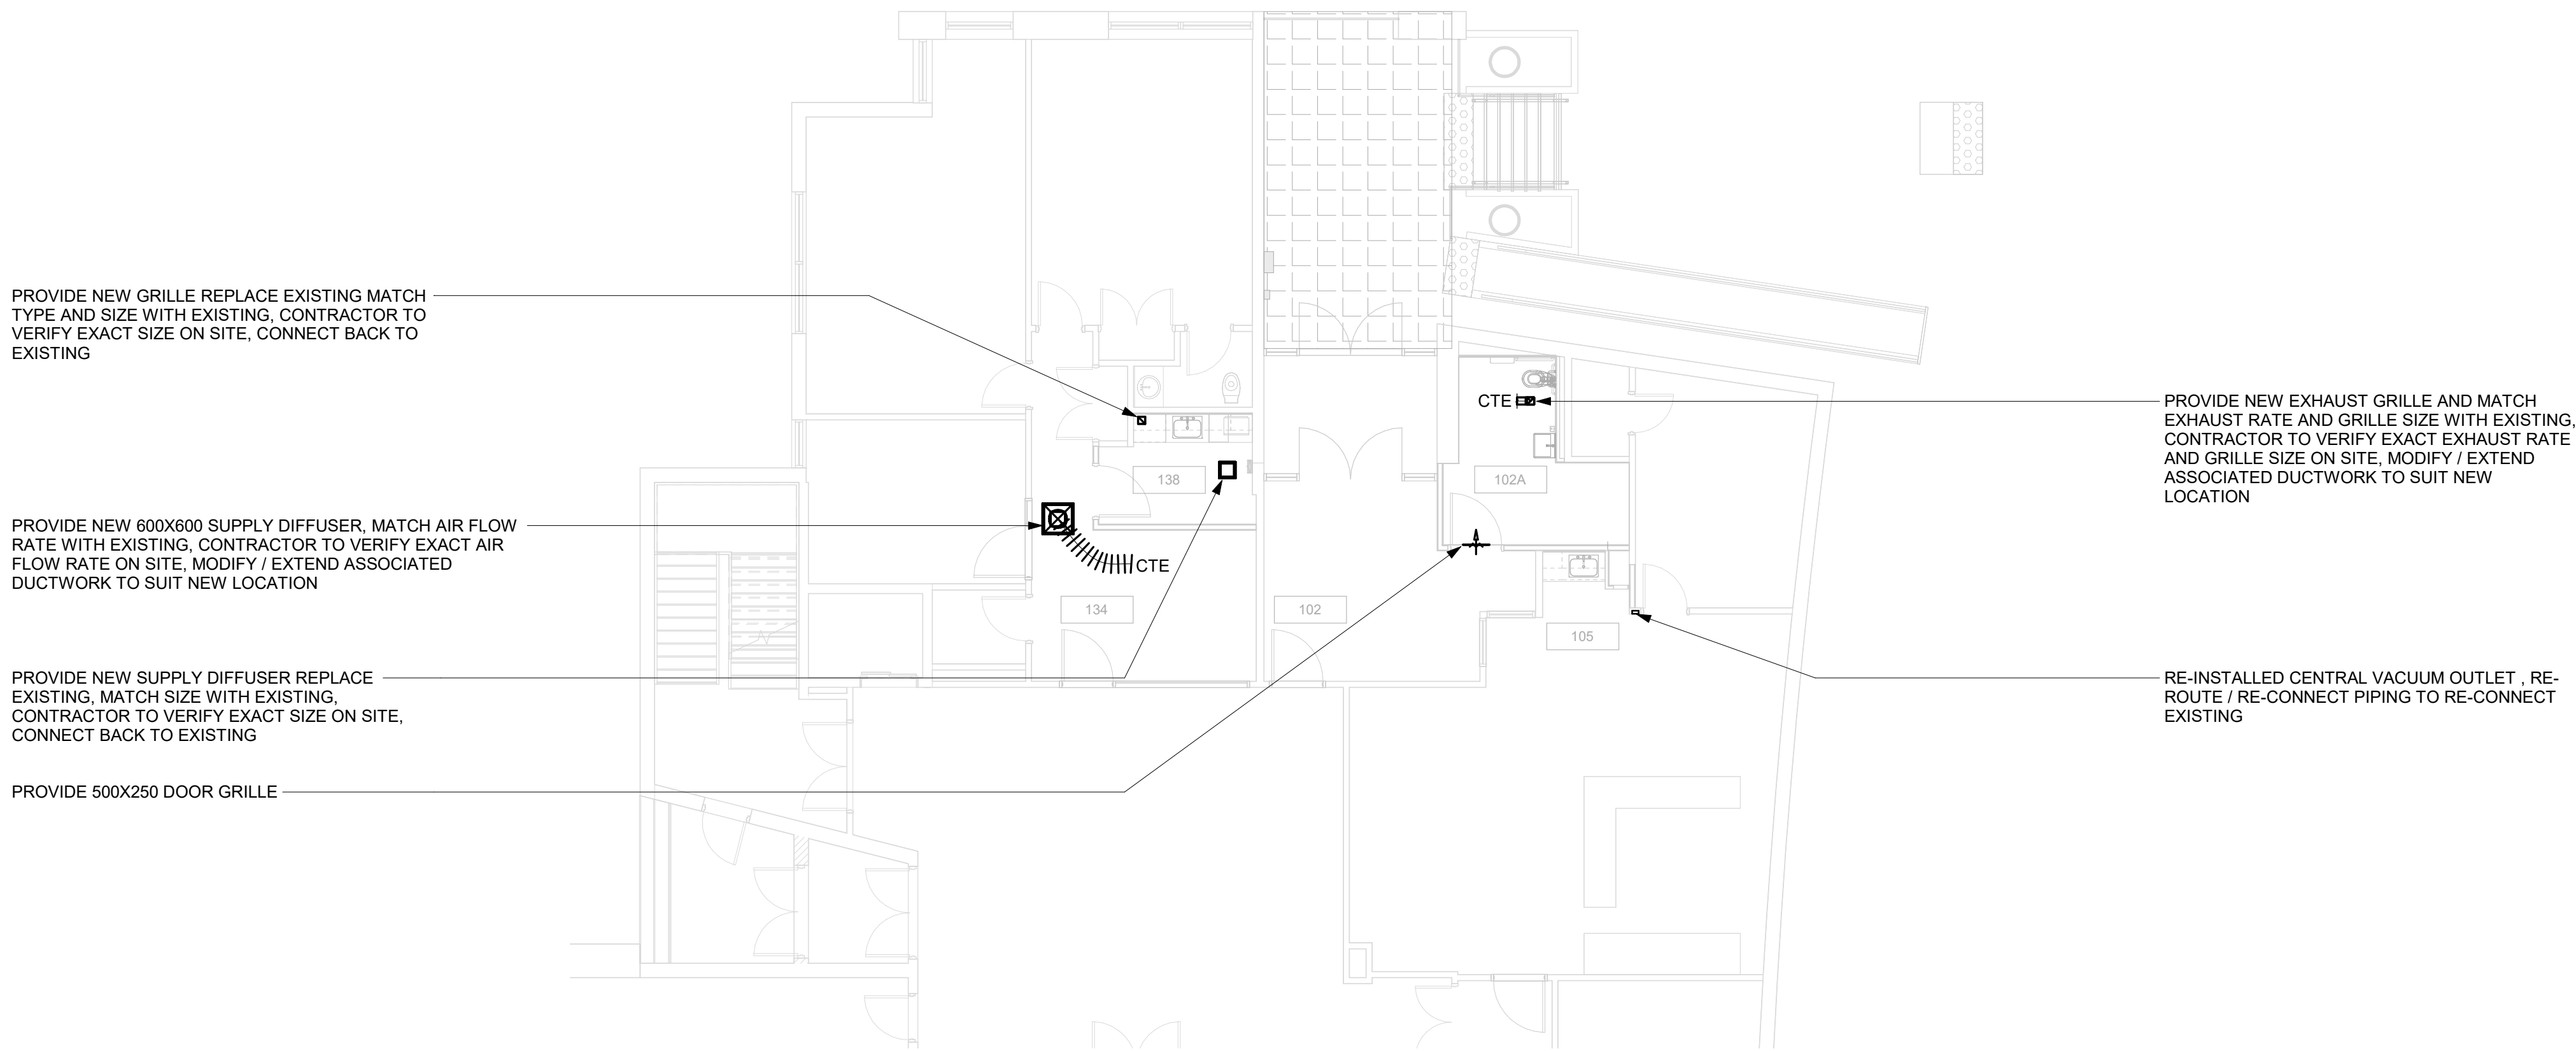 PROVIDE NEW GRILLE REPLACE EXISTING MATCH
TYPE AND SIZE WITH EXISTING, CONTRACTOR TO
VERIFY EXACT SIZE ON SITE, CONNECT BACK TO
EXISTING
PROVIDE NEW 600X600 SUPPLY DIFFUSER, MATCH AIR FLOW
RATE WITH EXISTING, CONTRACTOR TO VERIFY EXACT AIR
FLOW RATE ON SITE, MODIFY / EXTEND ASSOCIATED
DUCTWORK TO SUIT NEW LOCATION
PROVIDE NEW SUPPLY DIFFUSER REPLACE
EXISTING, MATCH SIZE WITH EXISTING,
CONTRACTOR TO VERIFY EXACT SIZE ON SITE,
CONNECT BACK TO EXISTING
PROVIDE 500X250 DOOR GRILLE
138
CTE
134
102
CTE
102A
105
PROVIDE NEW EXHAUST GRILLE AND MATCH
EXHAUST RATE AND GRILLE SIZE WITH EXISTING,
CONTRACTOR TO VERIFY EXACT EXHAUST RATE
AND GRILLE SIZE ON SITE, MODIFY / EXTEND
ASSOCIATED DUCTWORK TO SUIT NEW
LOCATION
RE-INSTALLED CENTRAL VACUUM OUTLET , RE-
ROUTE / RE-CONNECT PIPING TO RE-CONNECT
EXISTING